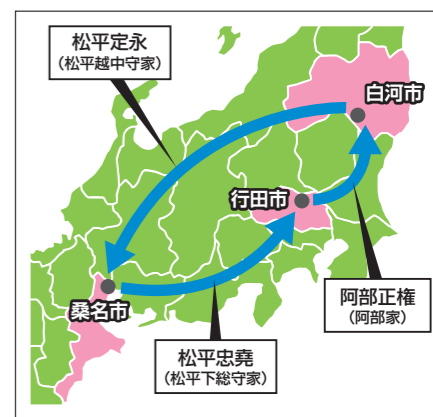 松平定永
(松平越中守家)
白河市
行田市
桑名市
阿部正権
(阿部家)
松平忠堯
(松平下総守家)